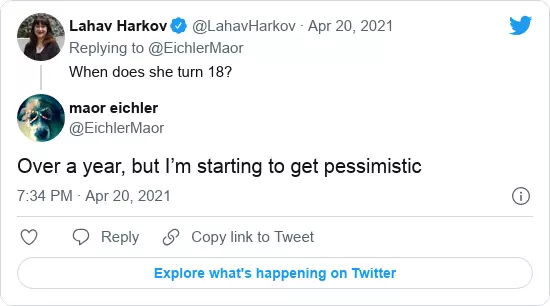 Lahav Harkov @LahavHarkov · Apr 20, 2021
Replying to @EichlerMaor
When does she turn 18?
maor eichler
@EichlerMaor
Over a year, but I’m starting to get pessimistic
7:34 PM · Apr 20, 2021
Reply Copy link to Tweet
Explore what's happening on Twitter